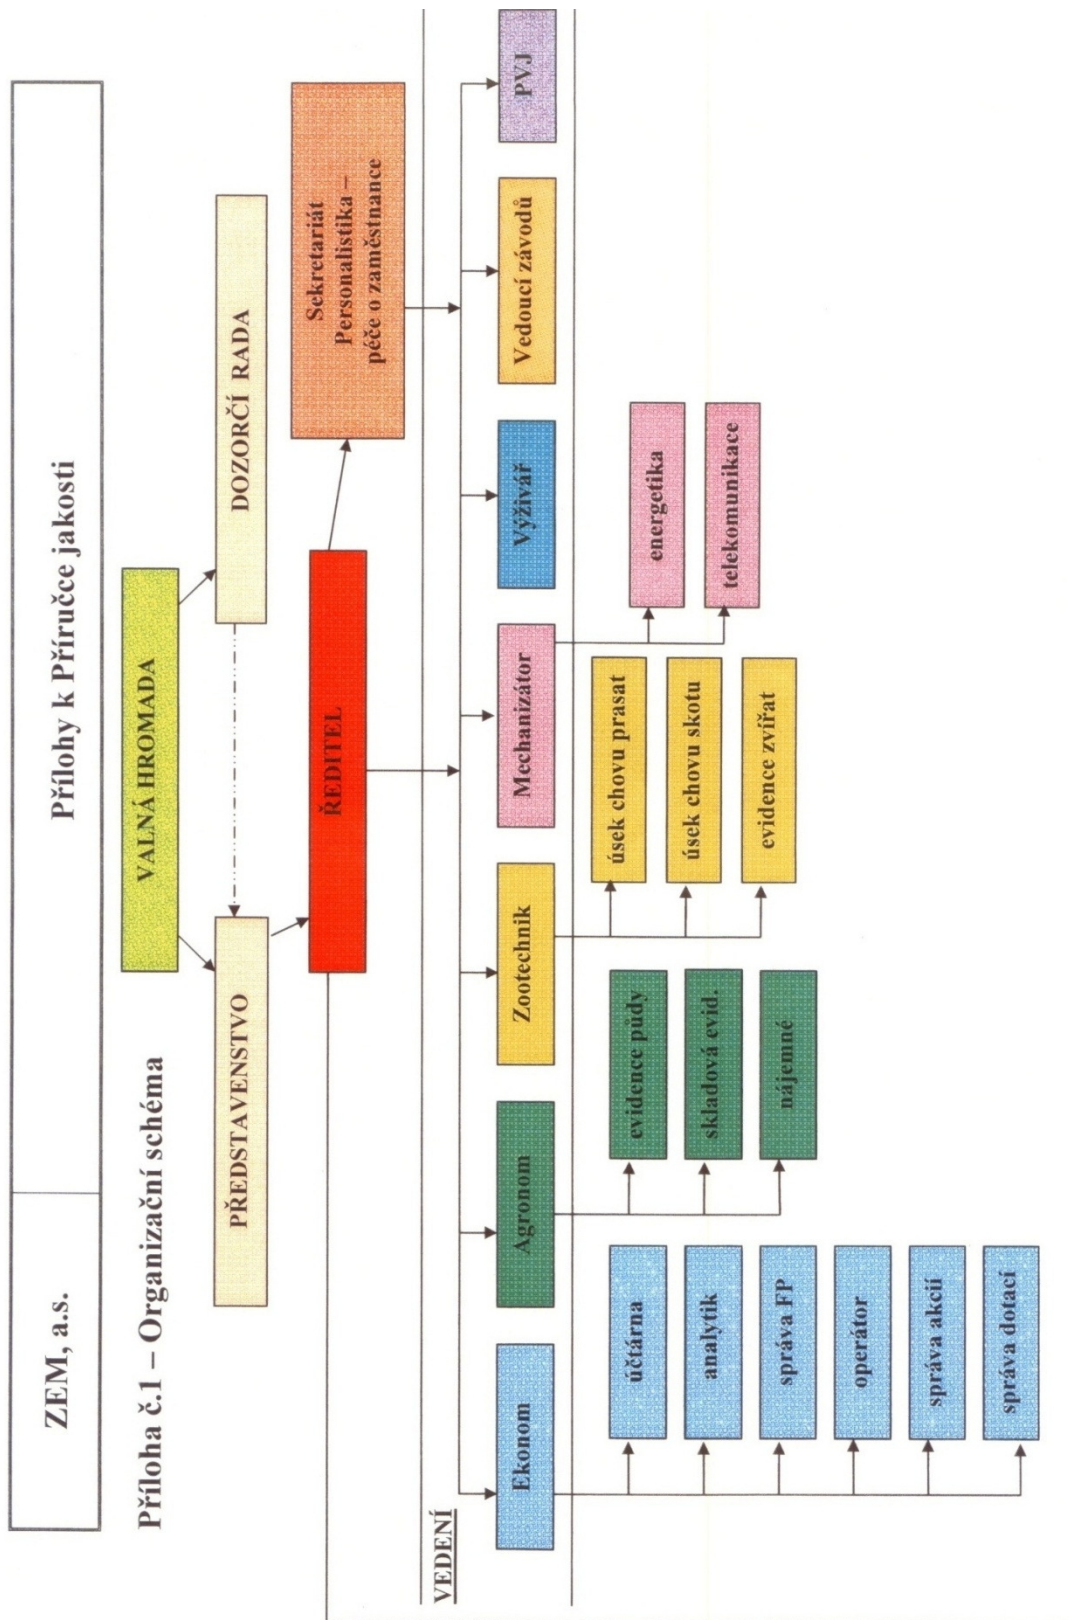 ZEM, a.s.
Přílohy k Příručce jakosti
Příloha č.1 – Organizační schéma
VALNÁ HROMADA
PŘEDSTAVENSTVO
DOZORČÍ RADA
ŘEDITEL
Sekretariát
Personalistika –
péče o zaměstnance
VEDENÍ
Ekonom
Agronom
Zootechnik
Mechanizátor
Výživář
Vedoucí závodů
PVJ
účtárna
analytik
správa FP
operátor
správa akcií
správa dotací
evidence půdy
skladová evid.
nájemné
úsek chovu prasat
úsek chovu skotu
evidence zvířat
energetika
telekomunikace